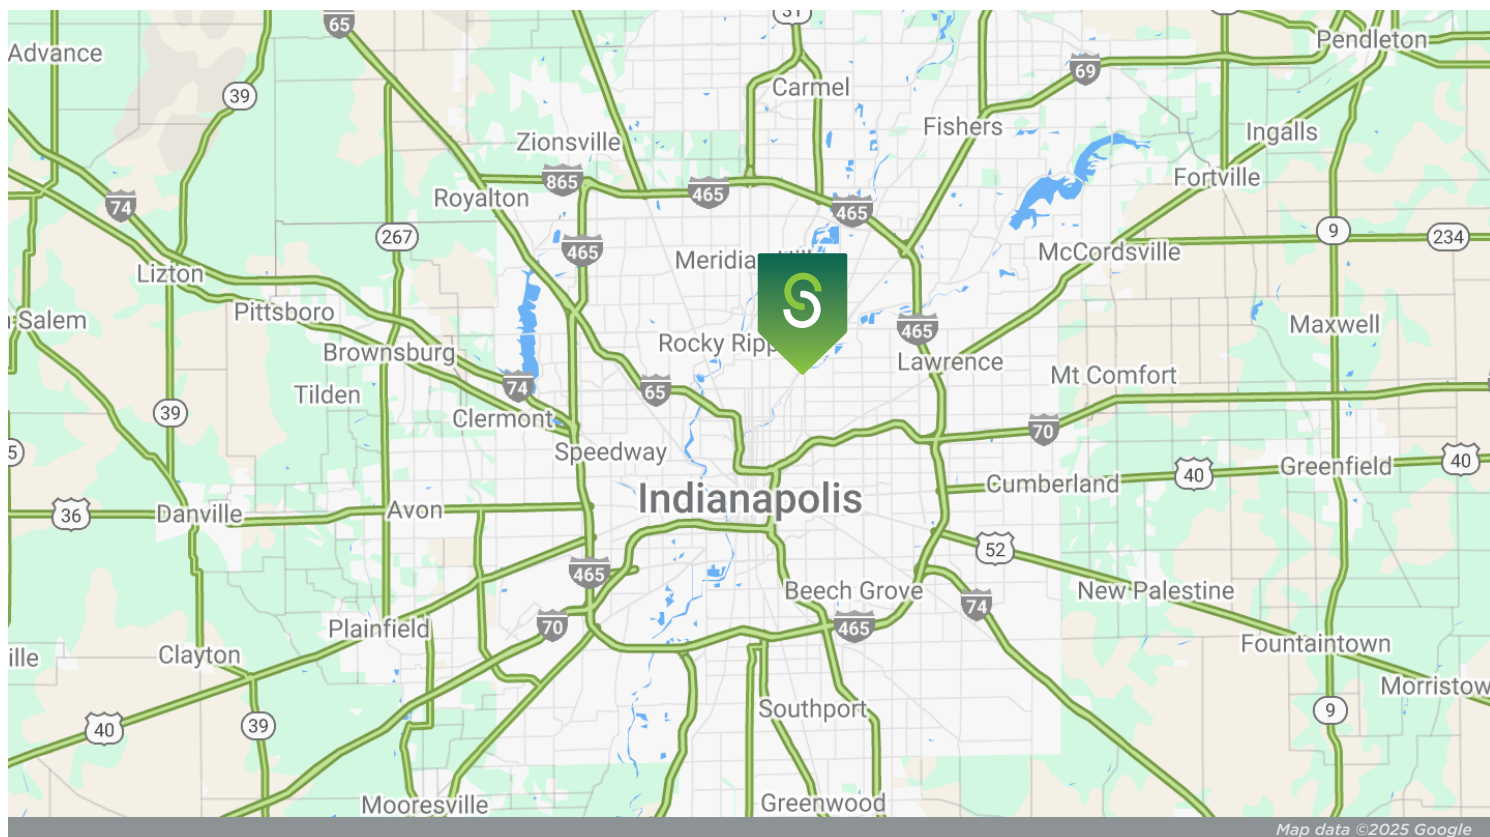 31
65
Pendleton
Advance
69
Carmel
39
Fishers
Ingalls
Zionsville
865
Fortville
465
Royalton
74
465
9
267
234
465
McCordsville
Lizton
S
Pittsboro
Salem
Maxwell
465
Rocky
Brownsburg
Lawrence
Mt Comfort
74
65
Tilden
39
Clermont
70
Speedway
5
40
Greenfield
40
Cumberland
Indianapolis
36
Danville
Avon
52
465
Beech Grove
New Palestine
74
70
465
Plainfield
Fountaintown
ille
Clayton
Morristow
Southport
9
40
39
Mooresville
Greenwood
Map data ©2025 Google